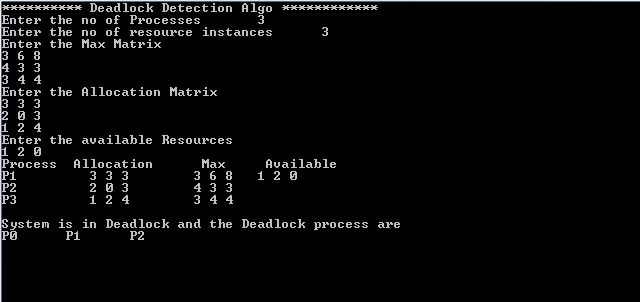 ********** Deadlock Detection Algo ************
Enter the no of Processes 3
Enter the no of resource instances 3
Enter the Max Matrix
3 6 8
4 3 3
3 4 4
Enter the Allocation Matrix
3 3 3
2 0 3
1 2 4
Enter the available Resources
1 2 0
Process Allocation Max Available
P1 3 3 3 3 6 8 1 2 0
P2 2 0 3 4 3 3
P3 1 2 4 3 4 4
System is in Deadlock and the Deadlock process are
P0 P1 P2